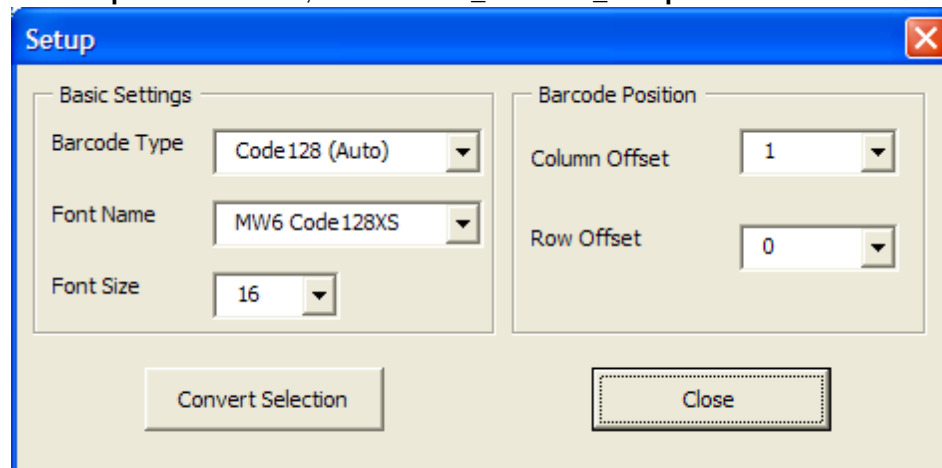 Setup
Basic Settings
Barcode Type
Code128 (Auto)
Font Name
MW6 Code128XS
Font Size
16
Barcode Position
Column Offset
1
Row Offset
0
Convert Selection
Close